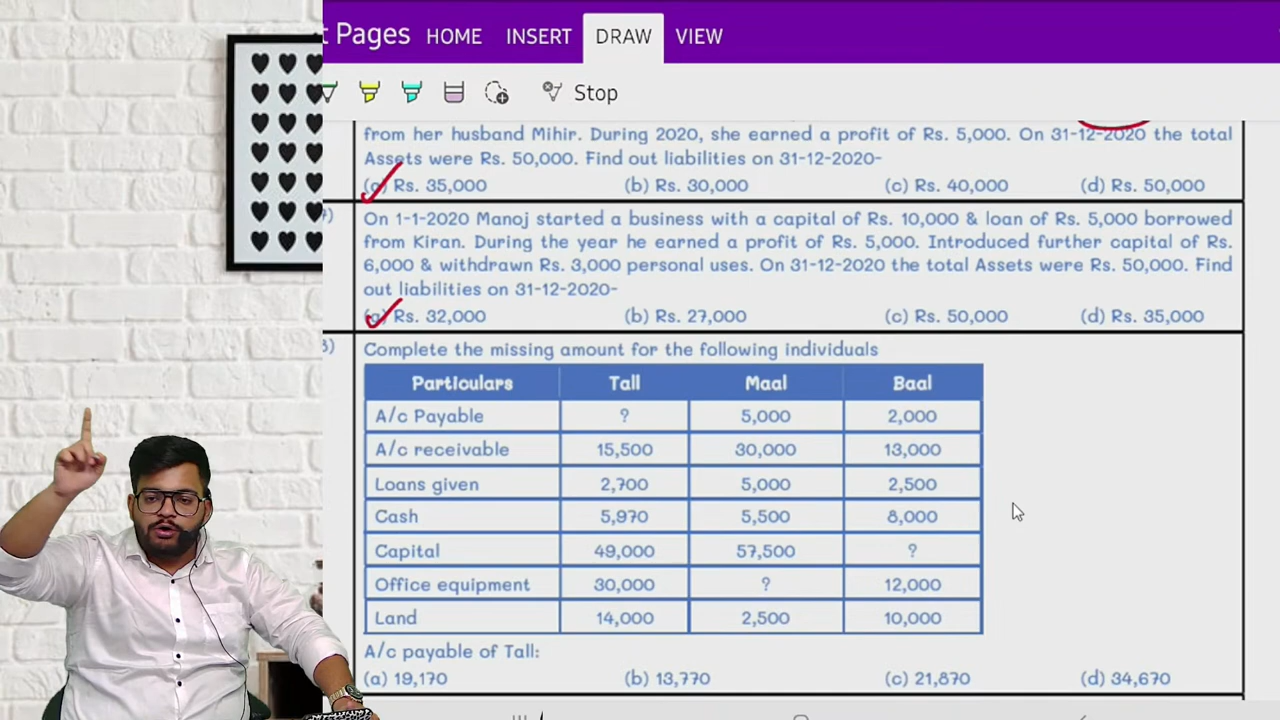 t Pages HOME INSERT DRAW VIEW
Stop
from her husband Mihir. During 2020, she earned a profit of Rs. 5,000. On 31-12-2020 the total
Assets were Rs. 50,000. Find out liabilities on 31-12-2020-
(a) Rs. 35,000 (b) Rs. 30,000 (c) Rs. 40,000 (d) Rs. 50,000
On 1-1-2020 Manoj started a business with a capital of Rs. 10,000 & loan of Rs. 5,000 borrowed
from Kiran. During the year he earned a profit of Rs. 5,000. Introduced further capital of Rs.
6,000 & withdrawn Rs. 3,000 personal uses. On 31-12-2020 the total Assets were Rs. 50,000. Find
out liabilities on 31-12-2020-
(a) Rs. 32,000 (b) Rs. 27,000 (c) Rs. 50,000 (d) Rs. 35,000
Complete the missing amount for the following individuals
Particulars Tall Maal Baal
A/c Payable ? 5,000 2,000
A/c receivable 15,500 30,000 13,000
Loans given 2,700 5,000 2,500
Cash 5,970 5,500 8,000
Capital 49,000 57,500 ?
Office equipment 30,000 ? 12,000
Land 14,000 2,500 10,000
A/c payable of Tall:
(a) 19,170 (b) 13,770 (c) 21,870 (d) 34,670